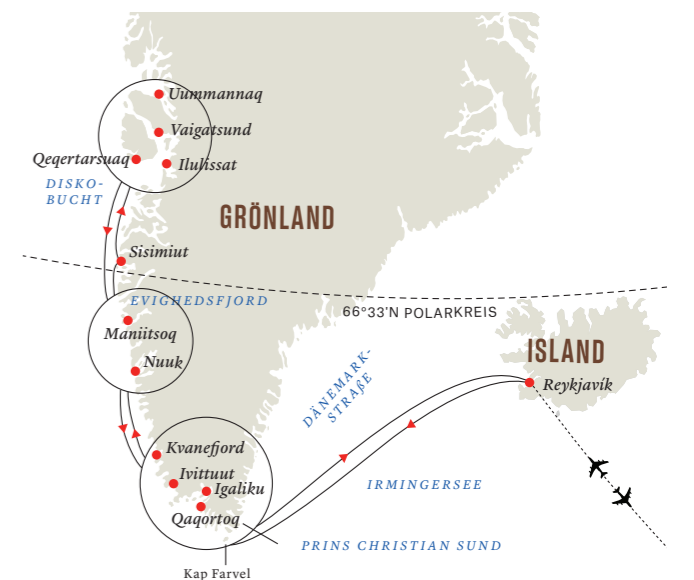 Uummannaq
Vaigatsund
Qeqertarsuaq
Ilulissat
DISKO-
BUCHT
GRÖNLAND
Sisimiut
EVIGHEDSFJORD
66°33'N POLARKREIS
Maniitsoq
Nuuk
DÄNEMARK-
STRAßE
ISLAND
Reykjavík
Kvanefjord
Ivittuut
Igaliku
Qaqortoq
IRMINGERSEE
PRINS CHRISTIAN SUND
Kap Farvel